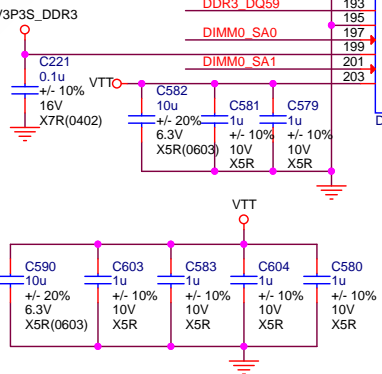 DDR3_DQ59
193
V3P3S_DDR3
195
DIMM0_SA0
197
199
C221
0.1u
+/- 10%
16V
X7R(0402)
DIMM0_SA1
201
VTT
203
C582
10u
+/- 20%
6.3V
X5R(0603)
C581
1u
+/- 10%
10V
X5R
C579
1u
+/- 10%
10V
X5R
D
VTT
C590
10u
+/- 20%
6.3V
X5R(0603)
C603
1u
+/- 10%
10V
X5R
C583
1u
+/- 10%
10V
X5R
C604
1u
+/- 10%
10V
X5R
C580
1u
+/- 10%
10V
X5R